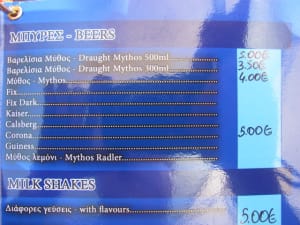 ΜΠΥΡΕΣ - BEERS
Βαρελίσια Μύθος - Draught Mythos 500ml 5.00€
Βαρελίσια Μύθος - Draught Mythos 300ml 3.50€
Μύθος - Mythos 4.00€
Fix
Fix Dark
Kaiser
Calsberg
Corona 5.00€
Guiness
Μύθος λεμόνι - Mythos Radler
MILK SHAKES
Διάφορες γεύσεις - with flavours 5,00€